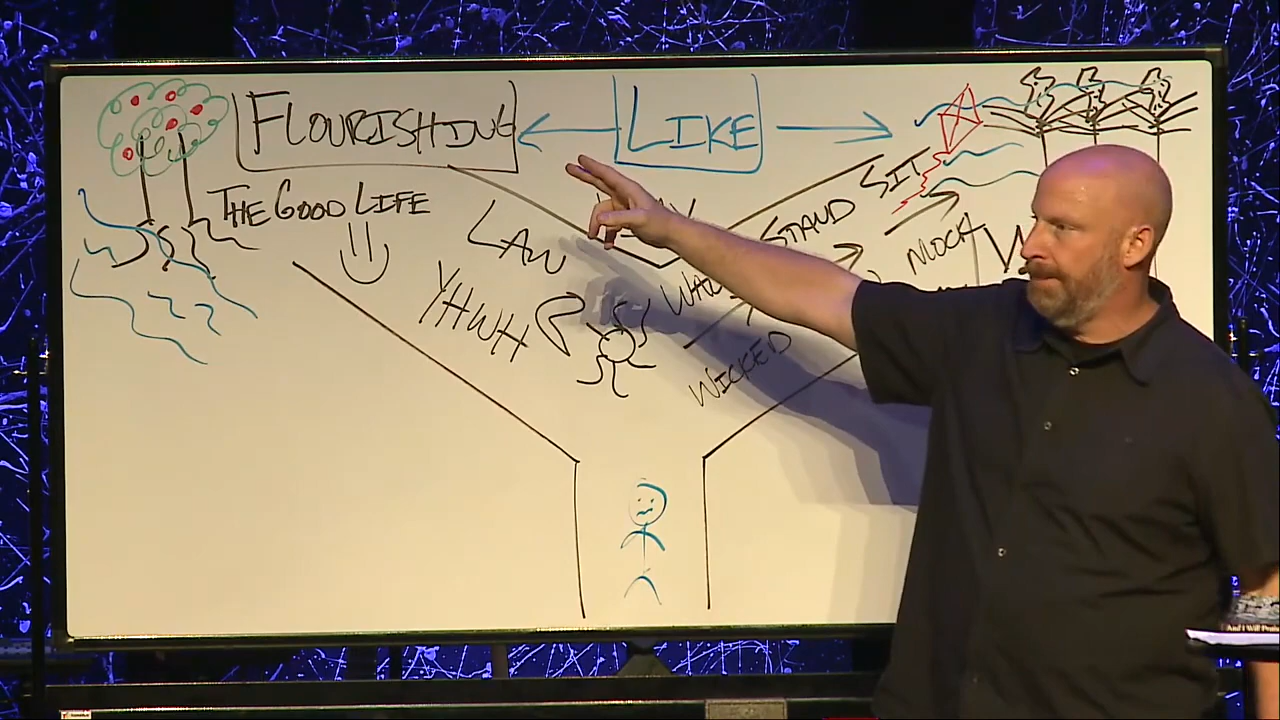 FLOURISHING
LIKE
THE GOOD LIFE
LAW
YHWH
SIT
STAND
MOCK
WICKED